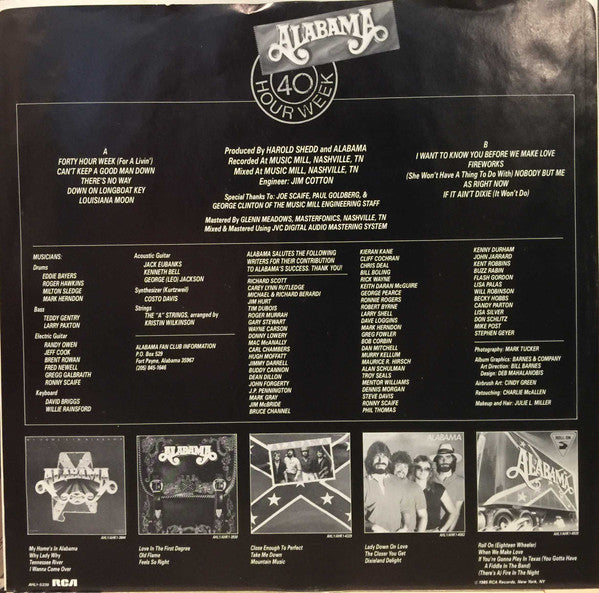 ALABAMA
40
HOUR WEEK
A
FORTY HOUR WEEK (For A Livin')
CAN'T KEEP A GOOD MAN DOWN
THERE'S NO WAY
DOWN ON LONGBOAT KEY
LOUISIANA MOON
Produced By HAROLD SHEDD and ALABAMA
Recorded At MUSIC MILL, NASHVILLE, TN
Mixed At MUSIC MILL, NASHVILLE, TN
Engineer: JIM COTTON
Special Thanks To: JOE SCAIFE, PAUL GOLDBERG, &
GEORGE CLINTON OF THE MUSIC MILL ENGINEERING STAFF
Mastered By GLENN MEADOWS, MASTERFONICS, NASHVILLE, TN
Mixed & Mastered Using JVC DIGITAL AUDIO MASTERING SYSTEM
B
I WANT TO KNOW YOU BEFORE WE MAKE LOVE
FIREWORKS
(She Won't Have A Thing To Do With) NOBODY BUT ME
AS RIGHT NOW
IF IT AIN'T DIXIE (It Won't Do)
MUSICIANS:
Drums
EDDIE BAYERS
ROGER HAWKINS
MILTON SLEDGE
MARK HERNDON
Bass
TEDDY GENTRY
LARRY PAXTON
Electric Guitar
RANDY OWEN
JEFF COOK
BRENT ROWAN
FRED NEWELL
GREGG GALBRAITH
RONNY SCAIFE
Keyboard
DAVID BRIGGS
WILLIE RAINSFORD
Acoustic Guitar
JACK EUBANKS
KENNETH BELL
GEORGE (LEO) JACKSON
Synthesizer (Kurtzweil)
COSTO DAVIS
Strings
THE "A" STRINGS, arranged by
KRISTIN WILKINSON
ALABAMA FAN CLUB INFORMATION
P.O. Box 529
Fort Payne, Alabama 35967
(205) 845-1646
ALABAMA SALUTES THE FOLLOWING
WRITERS FOR THEIR CONTRIBUTION
TO ALABAMA'S SUCCESS. THANK YOU!
RICHARD SCOTT
CAREY LYNN RUTLEDGE
MICHAEL & RICHARD BERARDI
JIM HURT
TIM DUBOIS
ROGER MURRAH
GARY STEWART
WAYNE CARSON
DONNY LOWERY
MAC McANALLY
CARL CHAMBERS
HUGH MOFFATT
JIMMY DARRELL
BUDDY CANNON
DEAN DILLON
JOHN FORGERTY
J.P. PENNINGTON
MARK GRAY
JIM McBRIDE
BRUCE CHANNEL
KIERAN KANE
CLIFF COCHRAN
CHRIS DEAL
BILL BOLING
RICK WAYNE
KEITH DARAN McGUIRE
GEORGE PEARCE
RONNIE ROGERS
ROBERT BYRNE
LARRY SHELL
DAVE LOGGINS
MARK HERNDON
GREG FOWLER
BOB CORBIN
DAN MITCHELL
MURRY KELLUM
MAURICE R. HIRSCH
ALAN SCHULMAN
TROY SEALS
MENTOR WILLIAMS
DENNIS MORGAN
STEVE DAVIS
RONNY SCAIFE
PHIL THOMAS
KENNY DURHAM
JOHN JARRARD
KENT ROBBINS
BUZZ RABIN
FLASH GORDON
LISA PALAS
WILL ROBINSON
BECKY HOBBS
CANDY PARTON
LISA SILVER
DON SCHLITZ
MIKE POST
STEPHEN GEYER
Photography: MARK TUCKER
Album Graphics: BARNES & COMPANY
Art Direction: BILL BARNES
Design: DEB MAHALANOBIS
Airbrush Art: CINDY GREEN
Retouching: CHARLIE McALLEN
Makeup and Hair: JULIE L. MILLER
ALABAMA
ALABAMA
ALABAMA
ROLL ON
ALABAMA
My Home's In Alabama
Why Lady Why
Tennessee River
I Wanna Come Over
Love In The First Degree
Old Flame
Feels So Right
Close Enough To Perfect
Take Me Down
Mountain Music
Lady Down On Love
The Closer You Get
Dixieland Delight
Roll On (Eighteen Wheeler)
When We Make Love
If You're Gonna Play In Texas (You Gotta Have
A Fiddle In The Band)
(There's A) Fire In The Night
AHL1-5339 RCA
© 1985 RCA Records, New York, NY